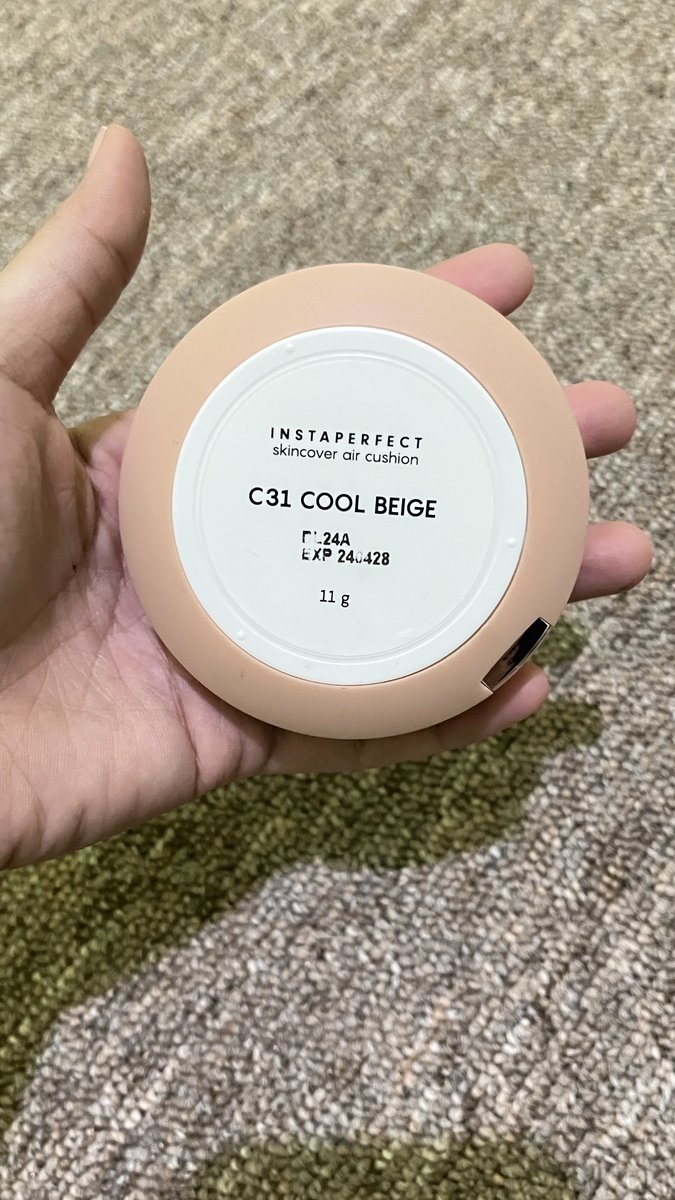 INSTAPERFECT
skincover air cushion
C31 COOL BEIGE
EXP 240428
11 g